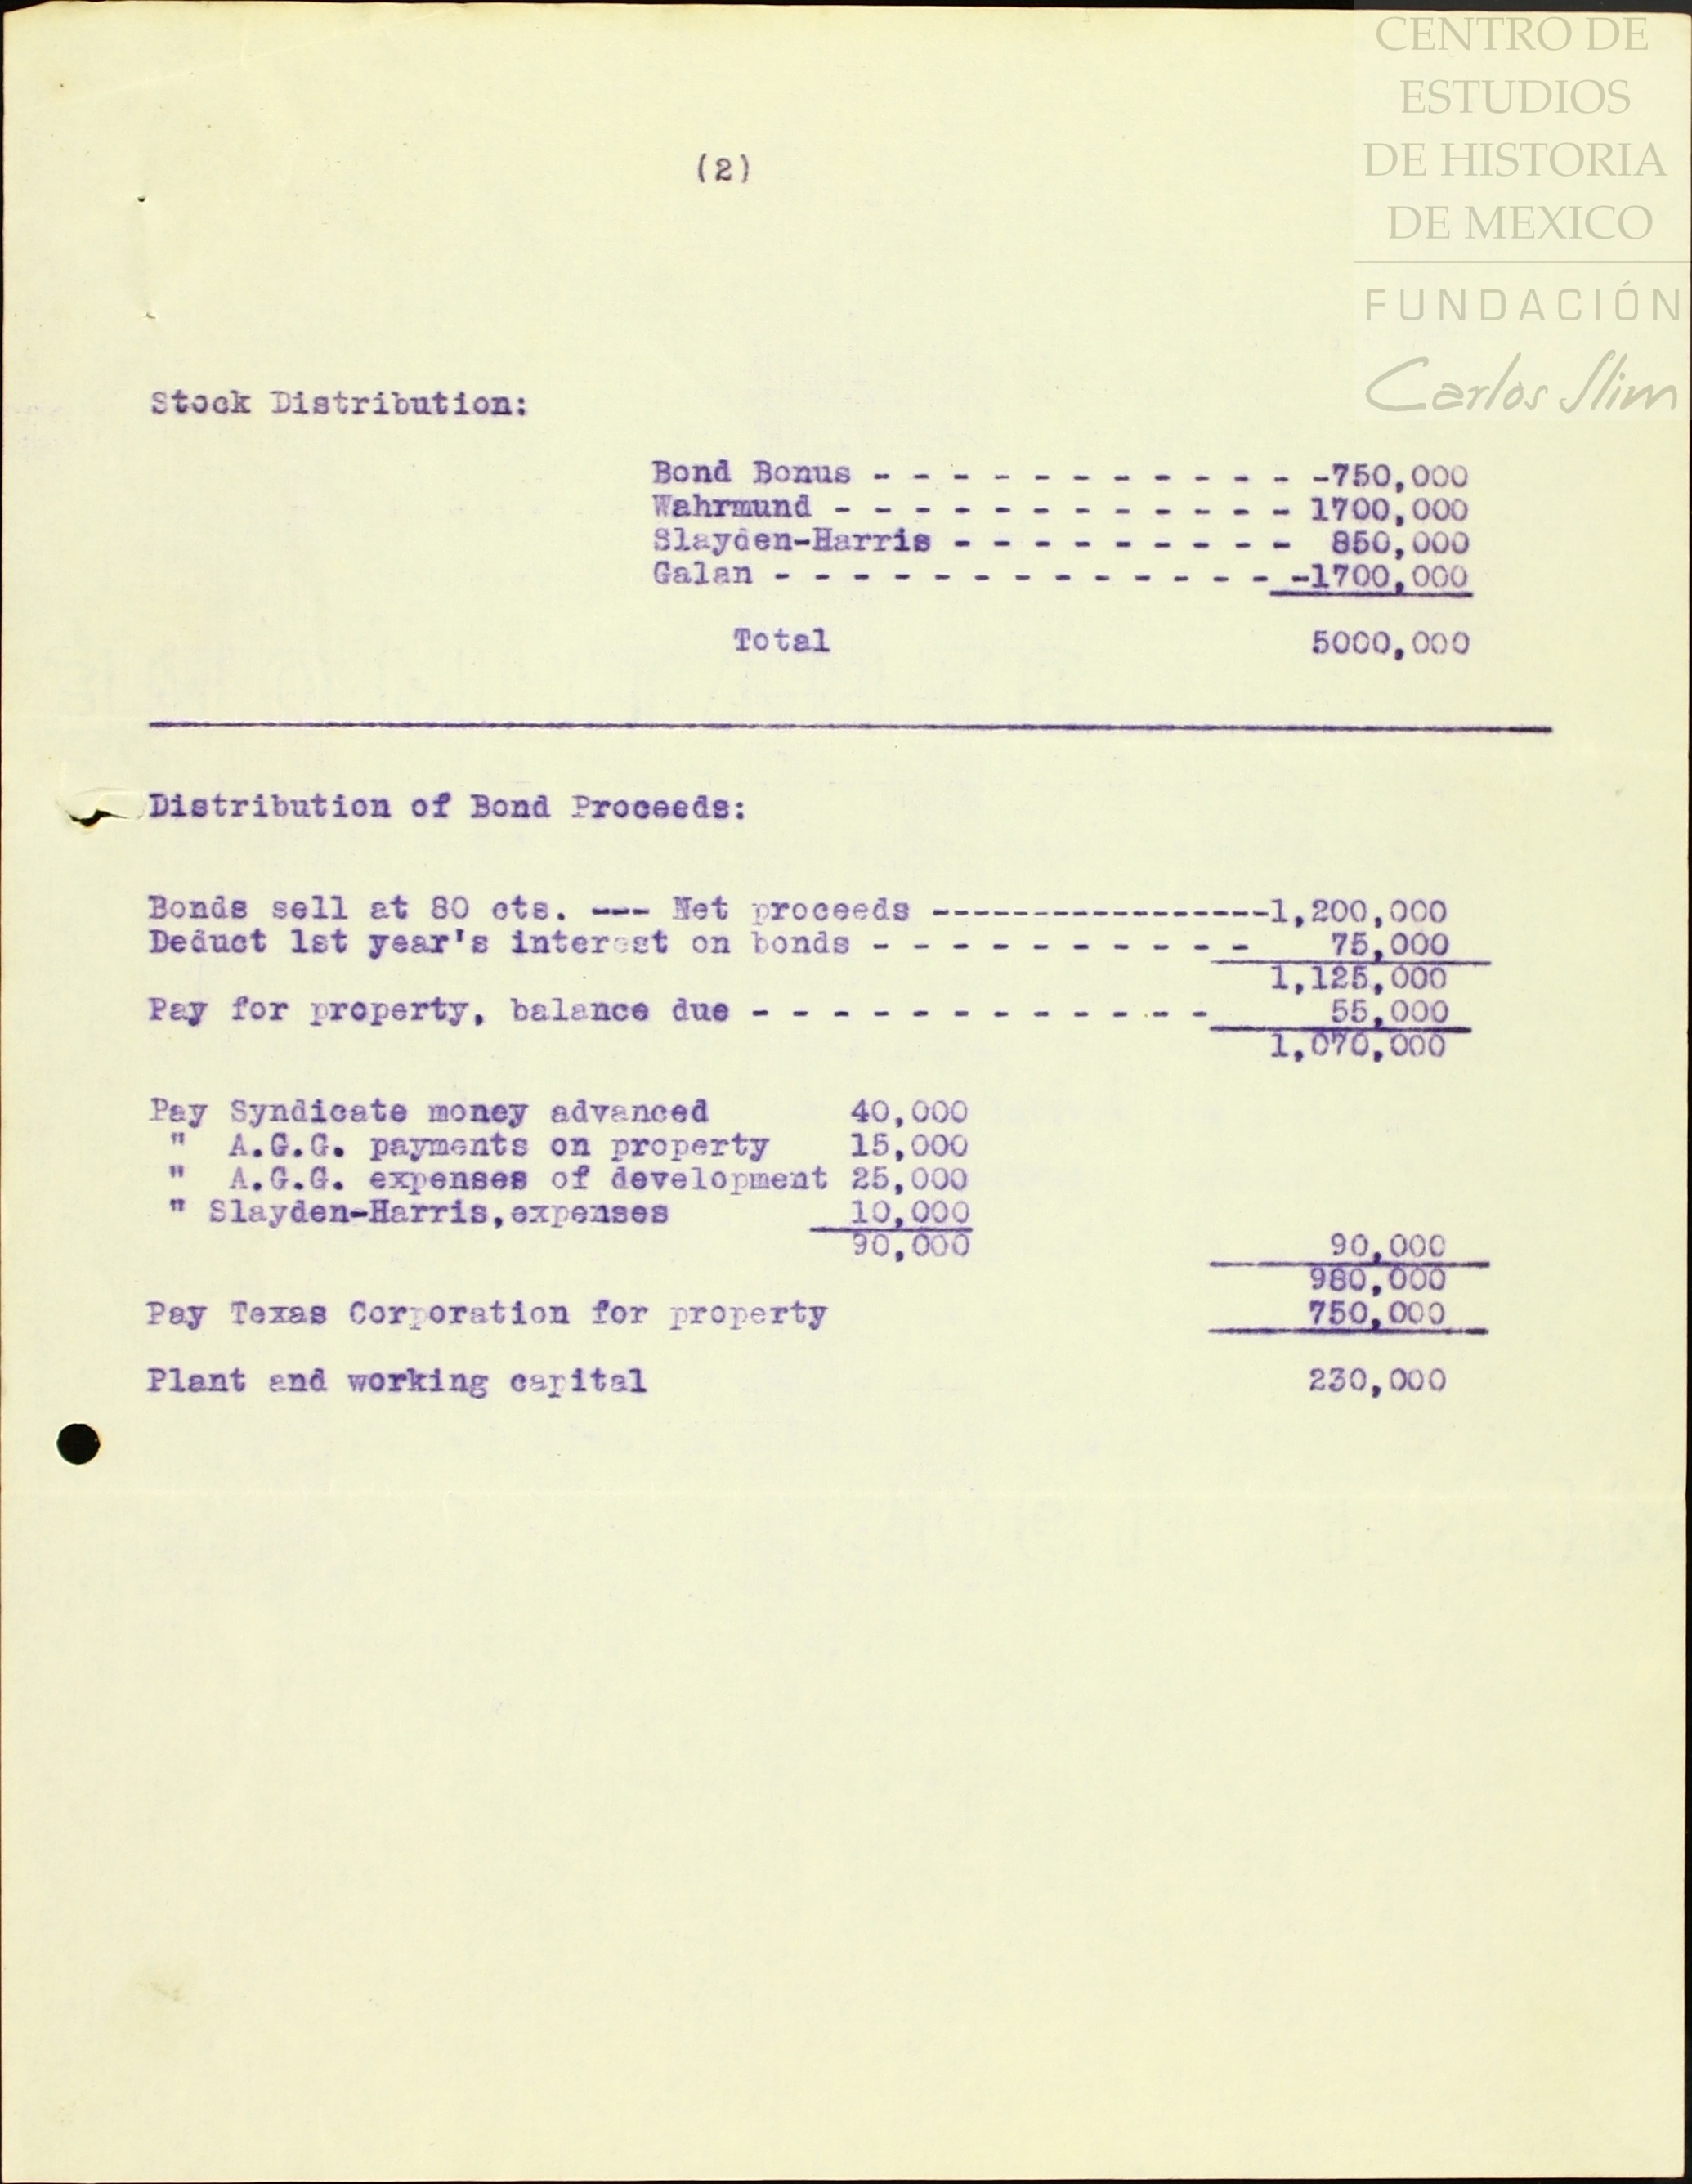 CENTRO DE
ESTUDIOS
DE HISTORIA
DE MEXICO
FUNDACIÓN
Carlos Slim
(2)
Stock Distribution:
Bond Bonus - - - - - - - - - - - -750,000
Wahrmund - - - - - - - - - - - - 1700,000
Slayden-Harris - - - - - - - - - 850,000
Galan - - - - - - - - - - - - - -1700,000
Total 5000,000
Distribution of Bond Proceeds:
Bonds sell at 80 cts. --- Net proceeds -----------------1,200,000
Deduct 1st year's interest on bonds - - - - - - - - - - 75,000
1,125,000
Pay for property, balance due - - - - - - - - - - - - 55,000
1,070,000
Pay Syndicate money advanced 40,000
" A.G.G. payments on property 15,000
" A.G.G. expenses of development 25,000
" Slayden-Harris,expenses 10,000
90,000 90,000
980,000
Pay Texas Corporation for property 750,000
Plant and working capital 230,000